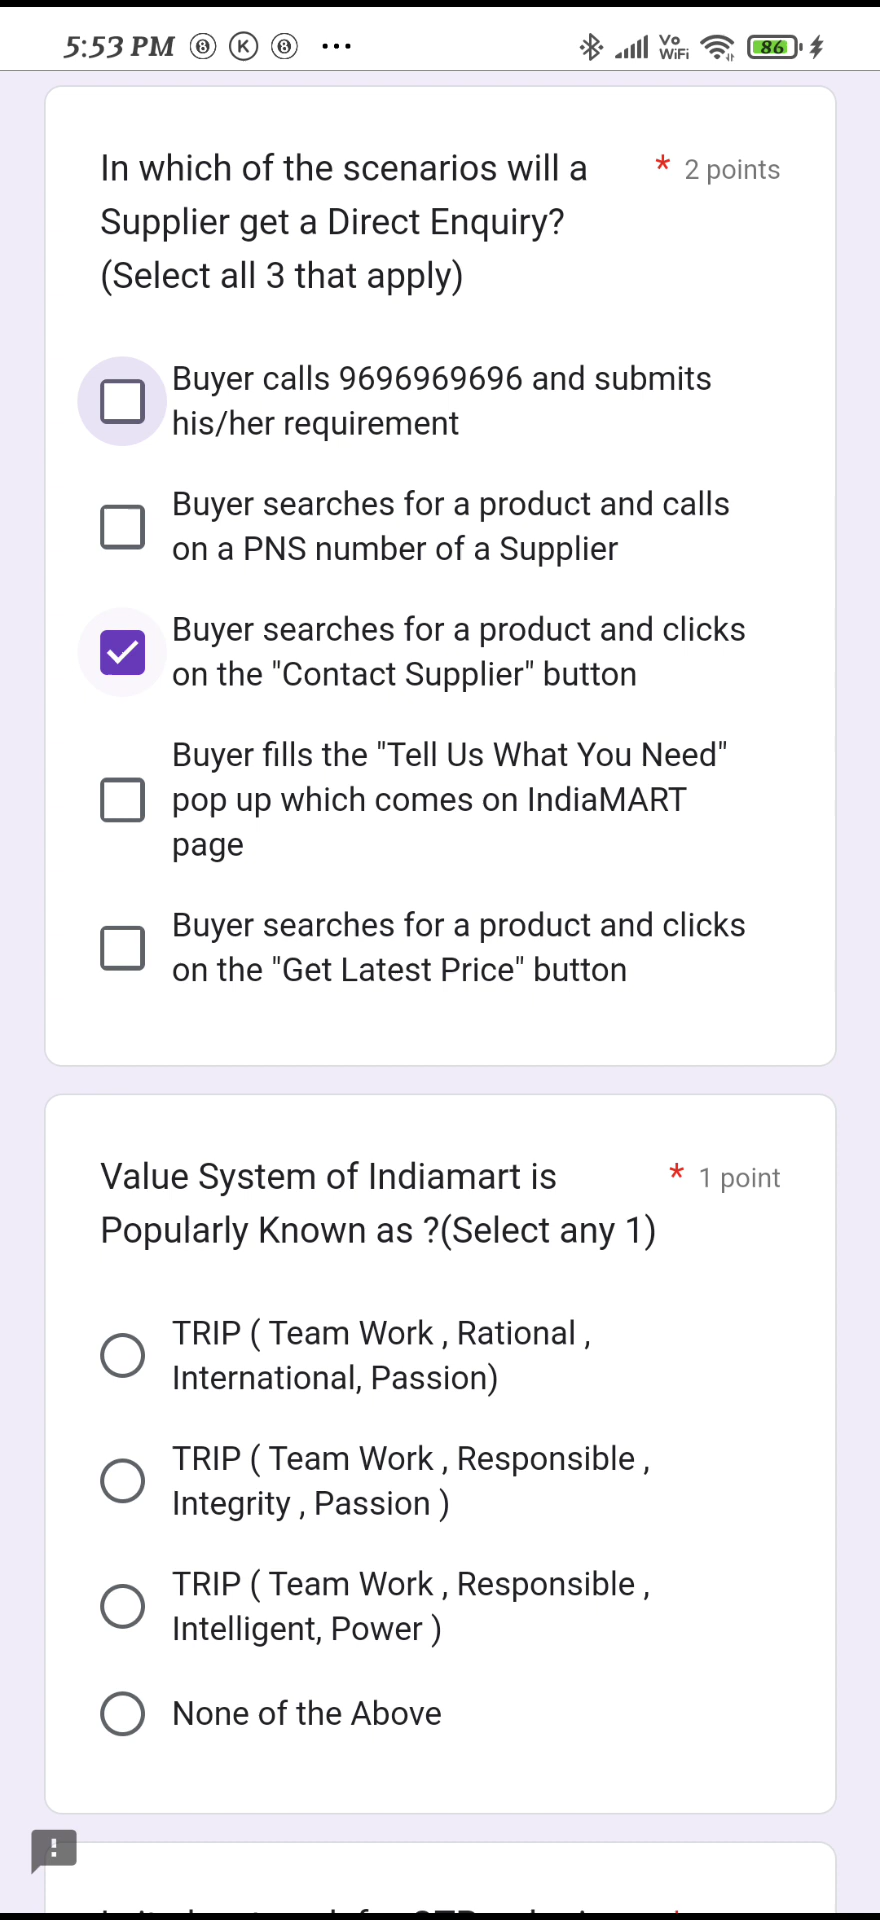 5:53 PM 8 K 8 ... Vo WiFi 86
In which of the scenarios will a * 2 points
Supplier get a Direct Enquiry?
(Select all 3 that apply)
Buyer calls 9696969696 and submits
his/her requirement
Buyer searches for a product and calls
on a PNS number of a Supplier
Buyer searches for a product and clicks
on the "Contact Supplier" button
Buyer fills the "Tell Us What You Need"
pop up which comes on IndiaMART
page
Buyer searches for a product and clicks
on the "Get Latest Price" button
Value System of Indiamart is * 1 point
Popularly Known as ?(Select any 1)
TRIP ( Team Work , Rational ,
International, Passion)
TRIP ( Team Work , Responsible ,
Integrity , Passion )
TRIP ( Team Work , Responsible ,
Intelligent, Power )
None of the Above